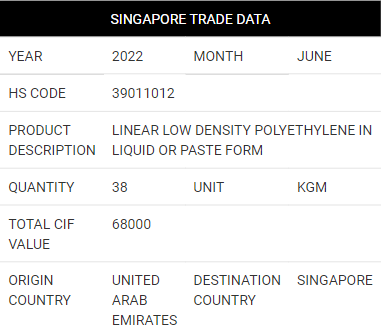 SINGAPORE TRADE DATA
YEAR 2022 MONTH JUNE
HS CODE 39011012
PRODUCT DESCRIPTION LINEAR LOW DENSITY POLYETHYLENE IN
LIQUID OR PASTE FORM
QUANTITY 38 UNIT KGM
TOTAL CIF VALUE 68000
ORIGIN COUNTRY UNITED ARAB EMIRATES DESTINATION COUNTRY SINGAPORE